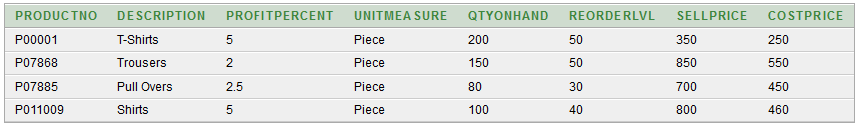 PRODUCTNO DESCRIPTION PROFITPERCENT UNITMEASURE QTYONHAND REORDERLVL SELLPRICE COSTPRICE
P00001 T-Shirts 5 Piece 200 50 350 250
P07868 Trousers 2 Piece 150 50 850 550
P07885 Pull Overs 2.5 Piece 80 30 700 450
P011009 Shirts 5 Piece 100 40 800 460